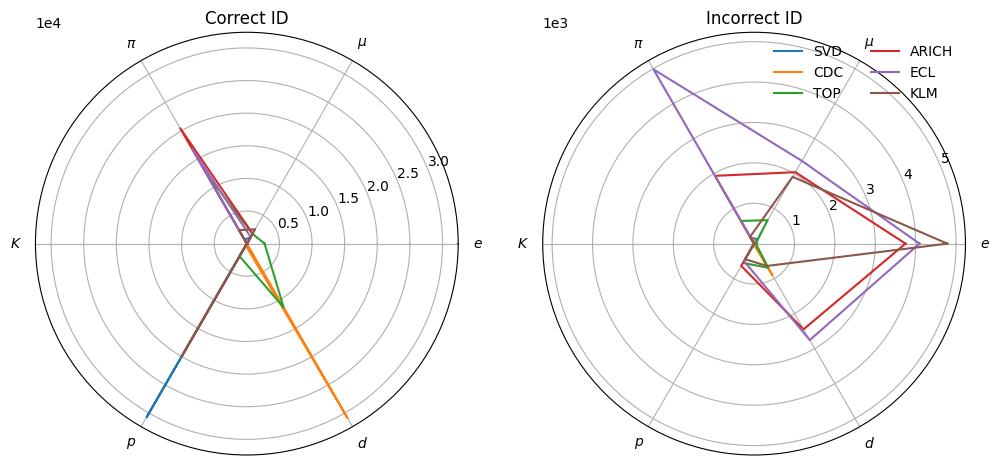 Correct ID
1e4
π
μ
K
e
p
d
0.5
1.0
1.5
2.0
2.5
3.0
Incorrect ID
1e3
π
μ
K
e
p
d
1
2
3
4
5
SVD
CDC
TOP
ARICH
ECL
KLM